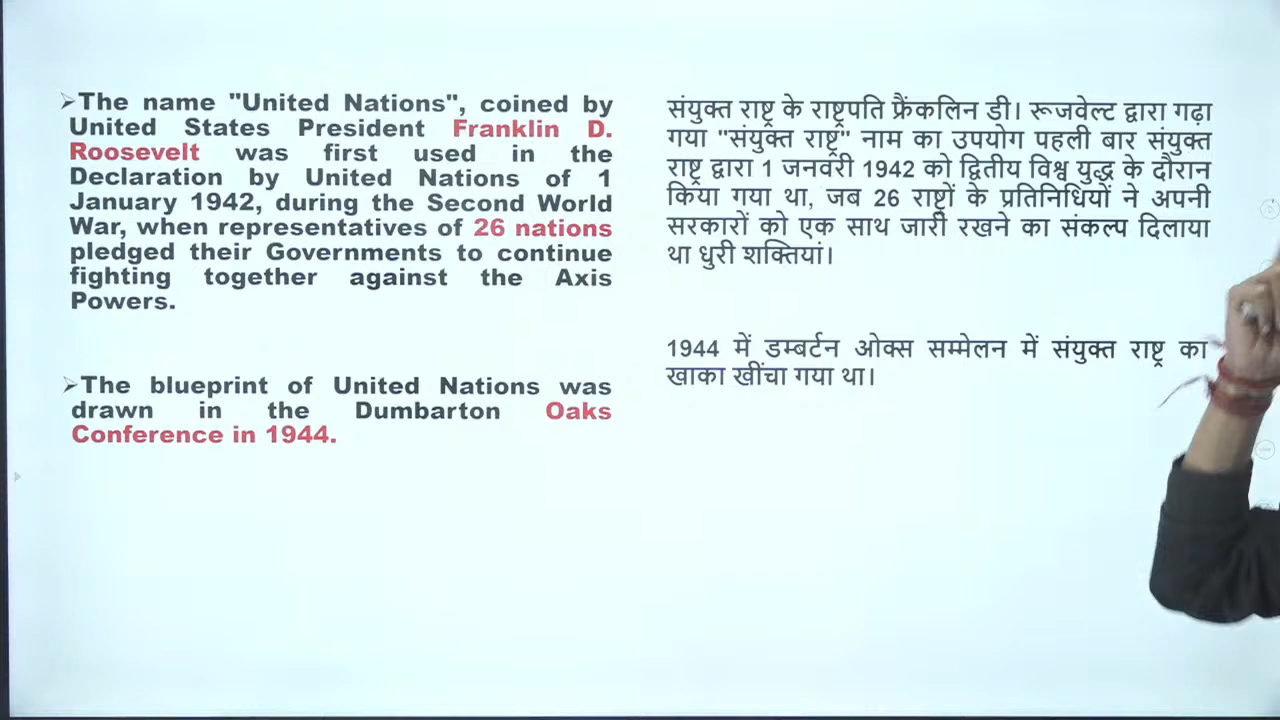 ➢The name "United Nations", coined by
United States President Franklin D.
Roosevelt was first used in the
Declaration by United Nations of 1
January 1942, during the Second World
War, when representatives of 26 nations
pledged their Governments to continue
fighting together against the Axis
Powers.
➢The blueprint of United Nations was
drawn in the Dumbarton Oaks
Conference in 1944.
संयुक्त राष्ट्र के राष्ट्रपति फ्रैंकलिन डी। रूजवेल्ट द्वारा गढ़ा
गया "संयुक्त राष्ट्र" नाम का उपयोग पहली बार संयुक्त
राष्ट्र द्वारा 1 जनवरी 1942 को द्वितीय विश्व युद्ध के दौरान
किया गया था, जब 26 राष्ट्रों के प्रतिनिधियों ने अपनी
सरकारों को एक साथ जारी रखने का संकल्प दिलाया
था धुरी शक्तियां।
1944 में डम्बर्टन ओक्स सम्मेलन में संयुक्त राष्ट्र का
खाका खींचा गया था।